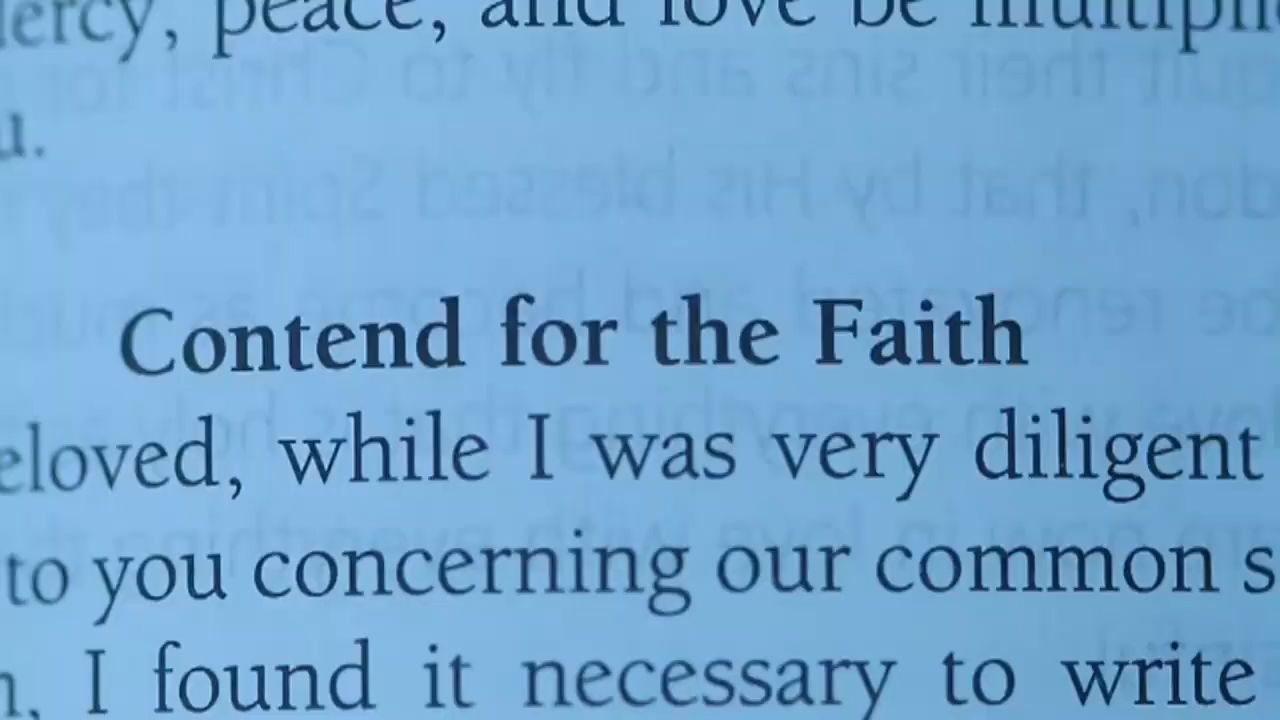 ercy, peace, and love be multipli
u.
Contend for the Faith
eloved, while I was very diligent
to you concerning our common s
n, I found it necessary to write